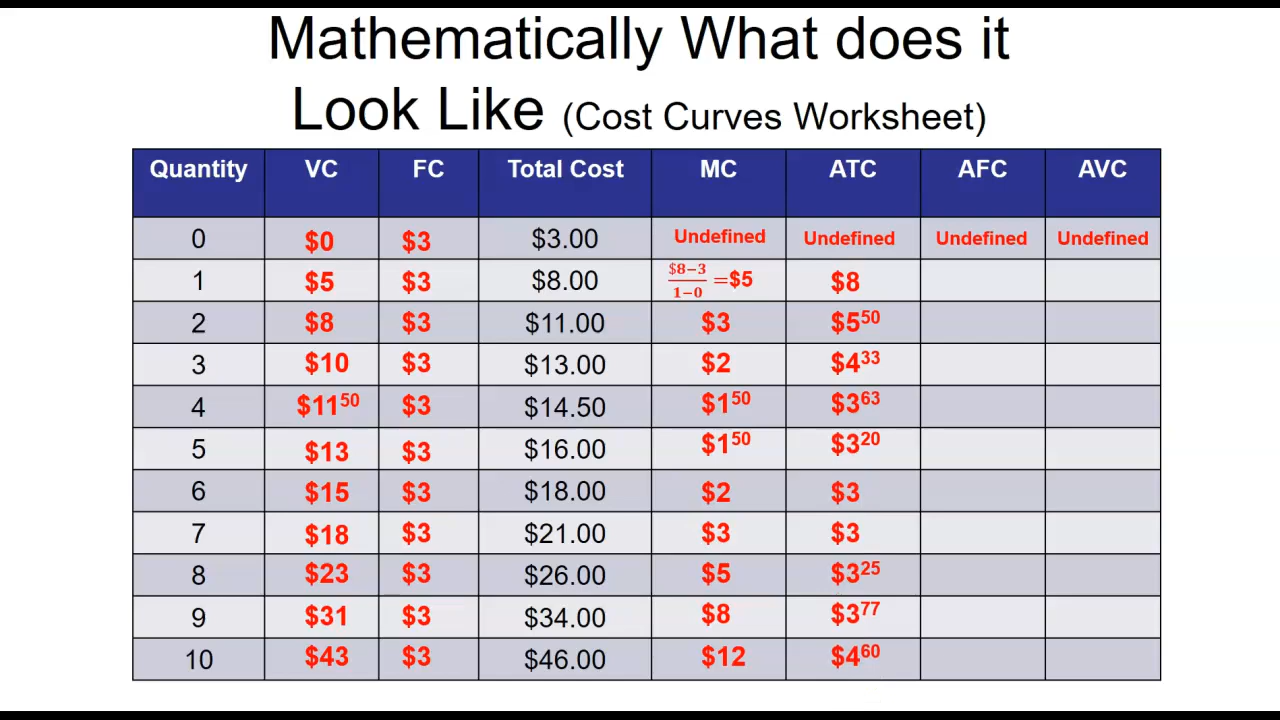 Mathematically What does it
Look Like (Cost Curves Worksheet)
Quantity VC FC Total Cost MC ATC AFC AVC
0 $0 $3 $3.00 Undefined Undefined Undefined Undefined
1 $5 $3 $8.00 $8−3/1−0 =$5 $8
2 $8 $3 $11.00 $3 $5⁵⁰
3 $10 $3 $13.00 $2 $4³³
4 $11⁵⁰ $3 $14.50 $1⁵⁰ $3⁶³
5 $13 $3 $16.00 $1⁵⁰ $3²⁰
6 $15 $3 $18.00 $2 $3
7 $18 $3 $21.00 $3 $3
8 $23 $3 $26.00 $5 $3²⁵
9 $31 $3 $34.00 $8 $3⁷⁷
10 $43 $3 $46.00 $12 $4⁶⁰